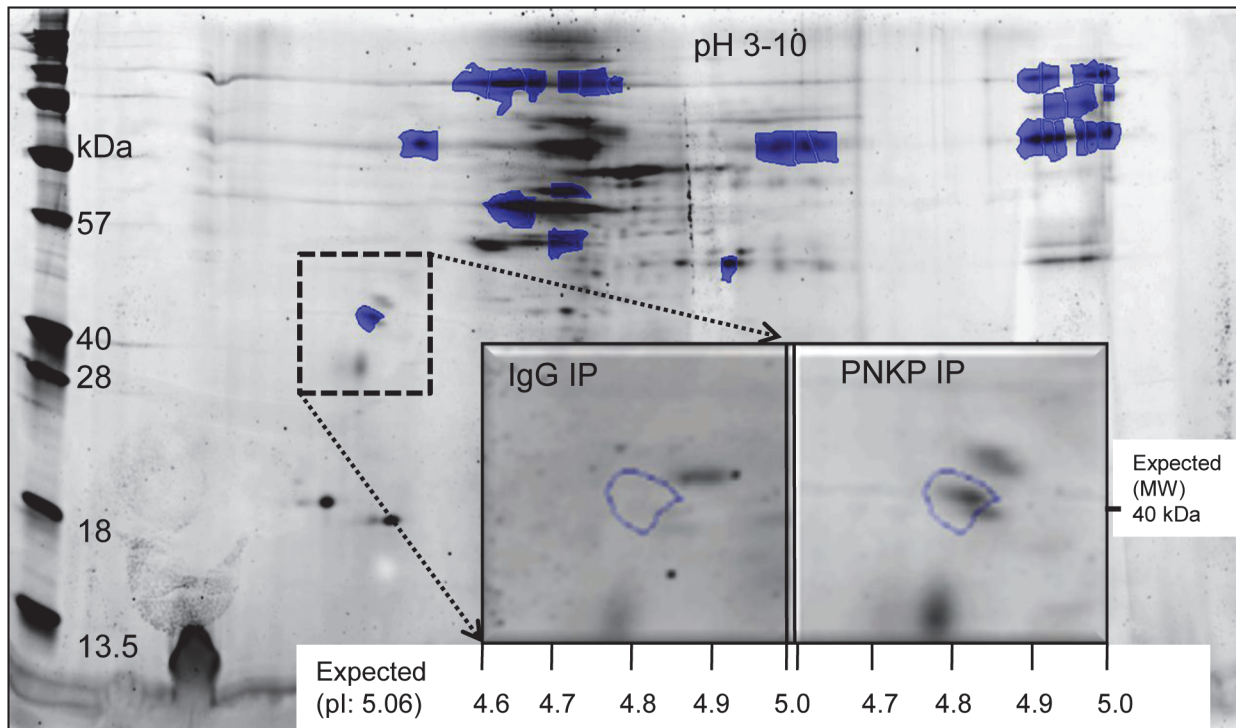 pH 3-10
kDa
57
40
28
18
13.5
IgG IP
PNKP IP
Expected
(MW)
40 kDa
Expected
(pI: 5.06)
4.6 4.7 4.8 4.9 5.0 4.7 4.8 4.9 5.0